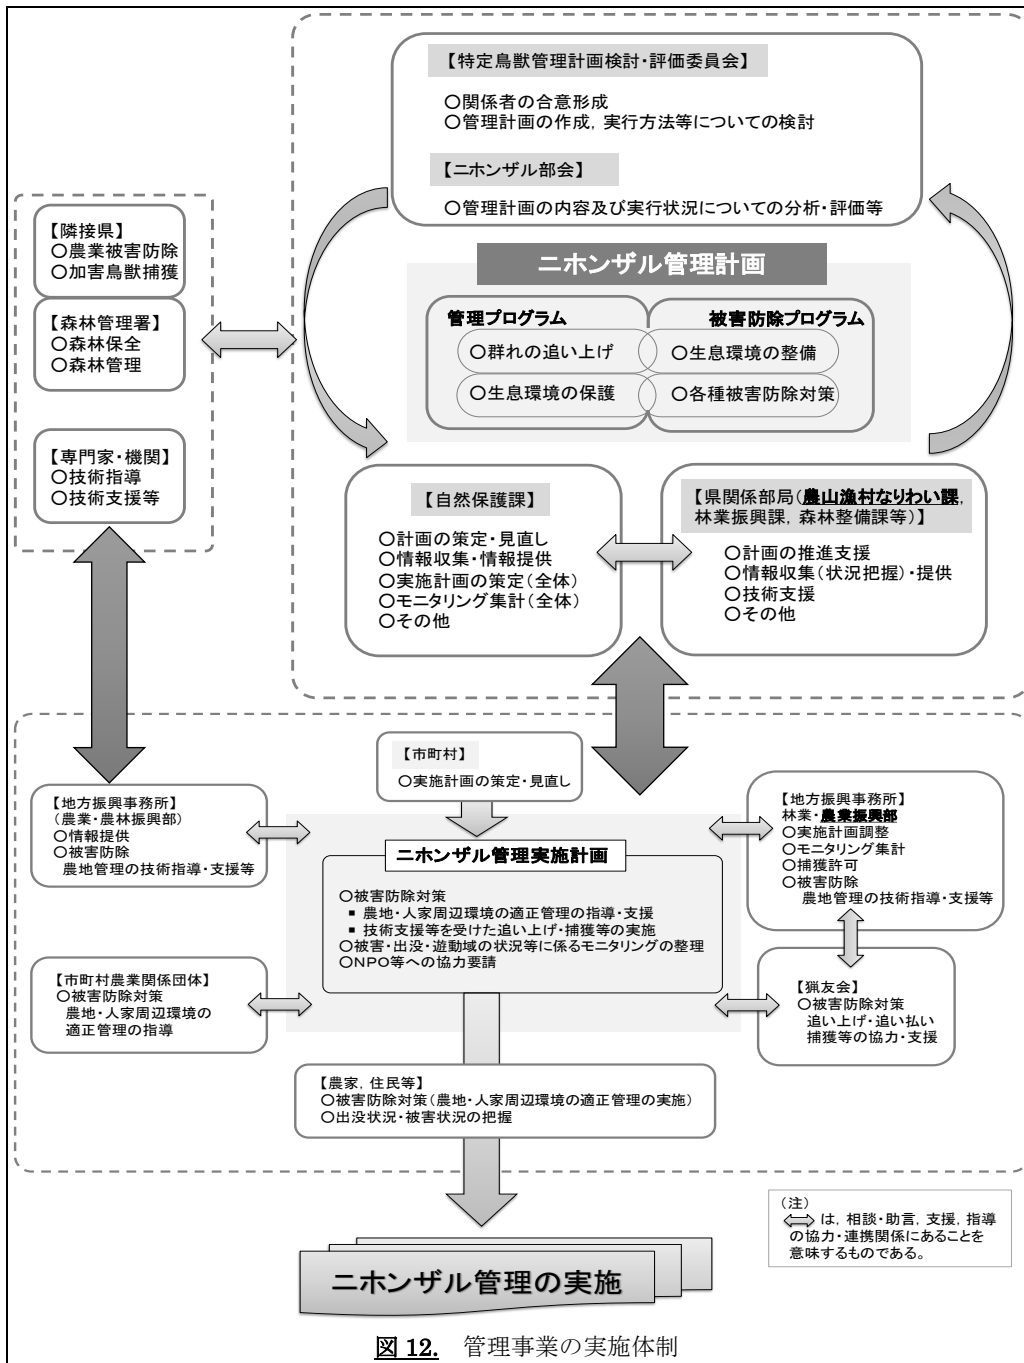 【特定鳥獣管理計画検討・評価委員会】
○関係者の合意形成
○管理計画の作成，実行方法等についての検討
【ニホンザル部会】
○管理計画の内容及び実行状況についての分析・評価等
【隣接県】
○農業被害防除
○加害鳥獣捕獲
【森林管理署】
○森林保全
○森林管理
【専門家・機関】
○技術指導
○技術支援等
ニホンザル管理計画
管理プログラム
被害防除プログラム
○群れの追い上げ
○生息環境の整備
○生息環境の保護
○各種被害防除対策
【自然保護課】
○計画の策定・見直し
○情報収集・情報提供
○実施計画の策定（全体）
○モニタリング集計（全体）
○その他
【県関係部局（農山漁村なりわい課，
林業振興課，森林整備課等）】
○計画の推進支援
○情報収集（状況把握）・提供
○技術支援
○その他
【市町村】
○実施計画の策定・見直し
【地方振興事務所】
（農業・農林振興部）
○情報提供
○被害防除
農地管理の技術指導・支援等
【地方振興事務所】
林業・農業振興部
○実施計画調整
○モニタリング集計
○捕獲許可
○被害防除
農地管理の技術指導・支援等
ニホンザル管理実施計画
○被害防除対策
▪ 農地・人家周辺環境の適正管理の指導・支援
▪ 技術支援等を受けた追い上げ・捕獲等の実施
○被害・出没・遊動域の状況等に係るモニタリングの整理
○NPO等への協力要請
【市町村農業関係団体】
○被害防除対策
農地・人家周辺環境の
適正管理の指導
【猟友会】
○被害防除対策
追い上げ・追い払い
捕獲等の協力・支援
【農家，住民等】
○被害防除対策（農地・人家周辺環境の適正管理の実施）
○出没状況・被害状況の把握
（注）
⇔は，相談・助言，支援，指導
の協力・連携関係にあることを
意味するものである。
ニホンザル管理の実施
図 12. 管理事業の実施体制